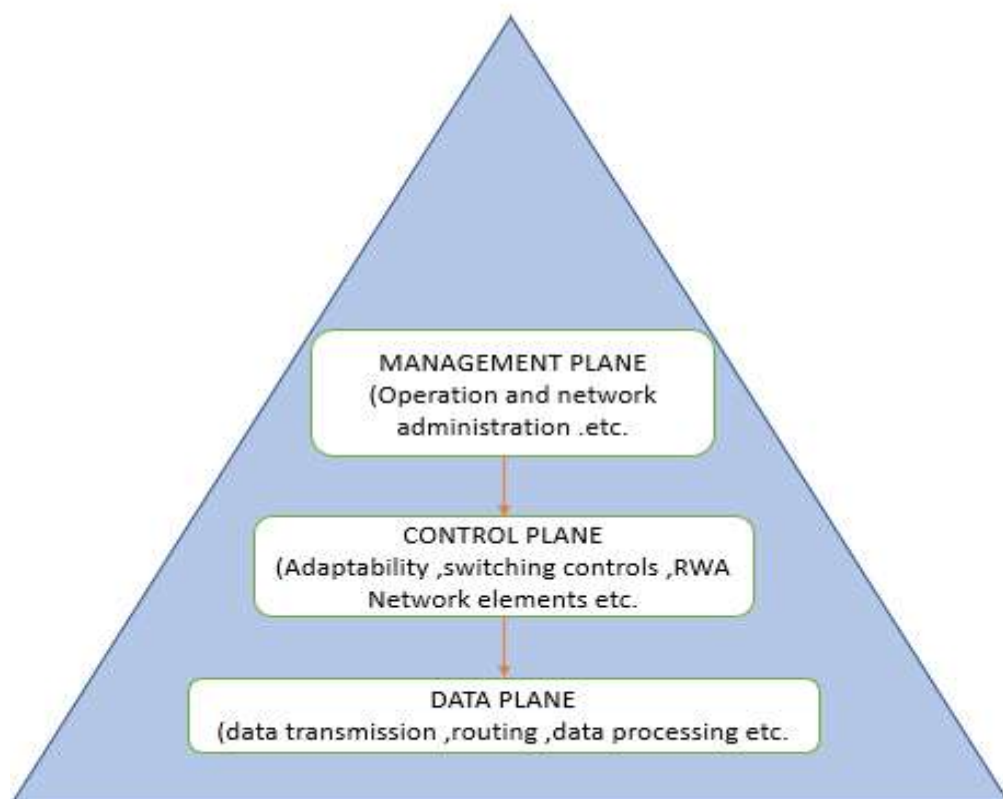 MANAGEMENT PLANE
(Operation and network
administration .etc.
CONTROL PLANE
(Adaptability ,switching controls ,RWA
Network elements etc.
DATA PLANE
(data transmission ,routing ,data processing etc.